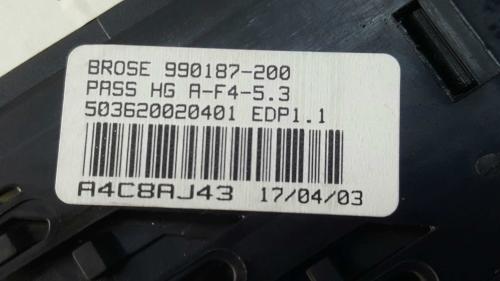 BROSE 990187-200
PASS HG A-F4-5.3
503620020401 EDP1.1
A4C8AJ43 17/04/03